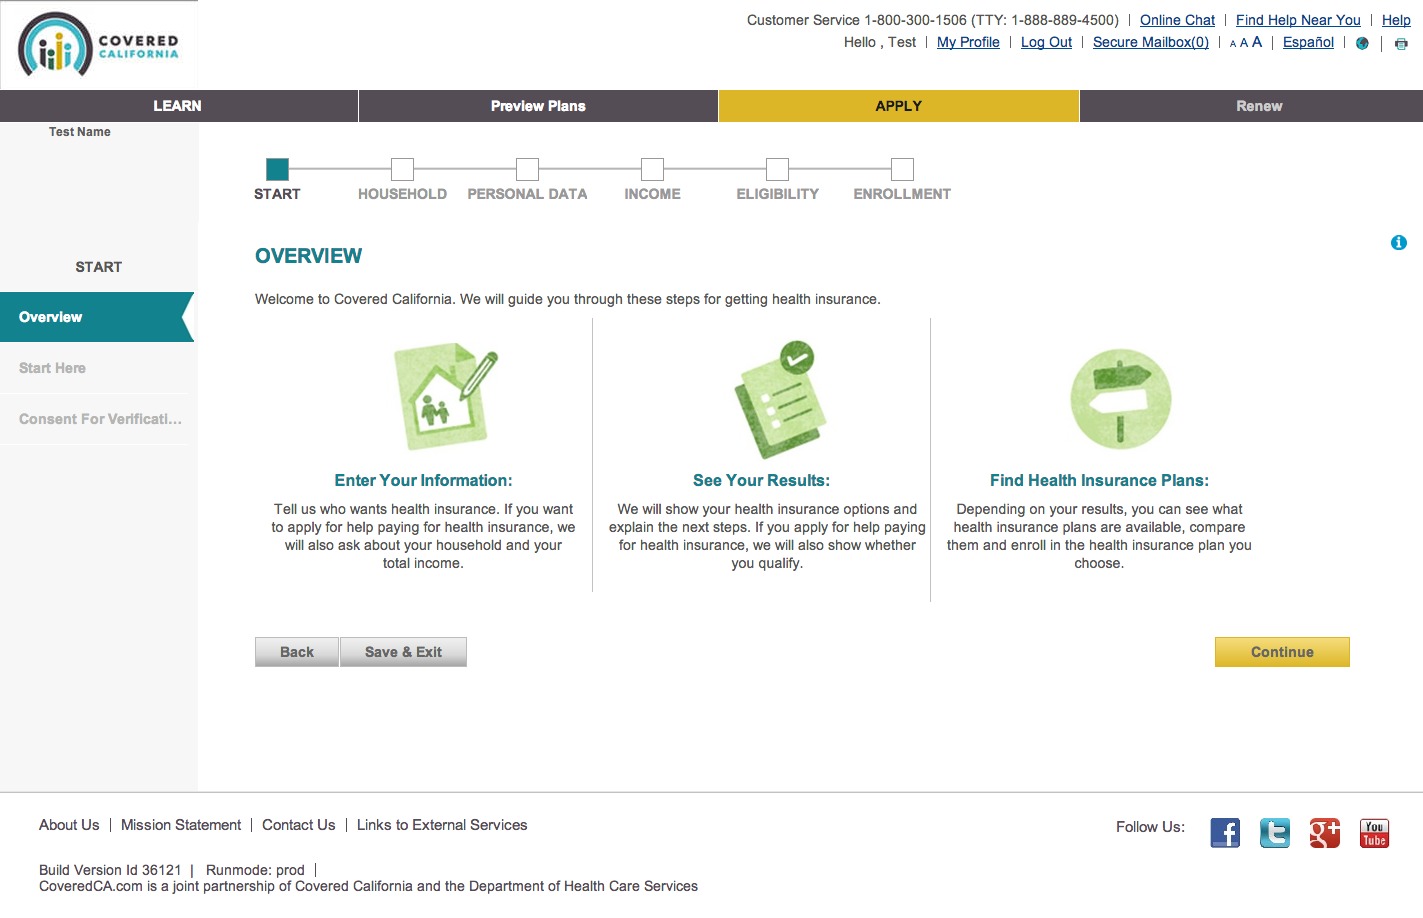 COVERED
CALIFORNIA
Customer Service 1-800-300-1506 (TTY: 1-888-889-4500) | Online Chat | Find Help Near You | Help
Hello , Test | My Profile | Log Out | Secure Mailbox(0) | A A A | Español |
LEARN Preview Plans APPLY Renew
Test Name
START HOUSEHOLD PERSONAL DATA INCOME ELIGIBILITY ENROLLMENT
START
Overview
Start Here
Consent For Verificati...
OVERVIEW
Welcome to Covered California. We will guide you through these steps for getting health insurance.
Enter Your Information:
Tell us who wants health insurance. If you want
to apply for help paying for health insurance, we
will also ask about your household and your
total income.
See Your Results:
We will show your health insurance options and
explain the next steps. If you apply for help paying
for health insurance, we will also show whether
you qualify.
Find Health Insurance Plans:
Depending on your results, you can see what
health insurance plans are available, compare
them and enroll in the health insurance plan you
choose.
Back Save & Exit Continue
About Us | Mission Statement | Contact Us | Links to External Services
Follow Us: f t g+ You Tube
Build Version Id 36121 | Runmode: prod |
CoveredCA.com is a joint partnership of Covered California and the Department of Health Care Services